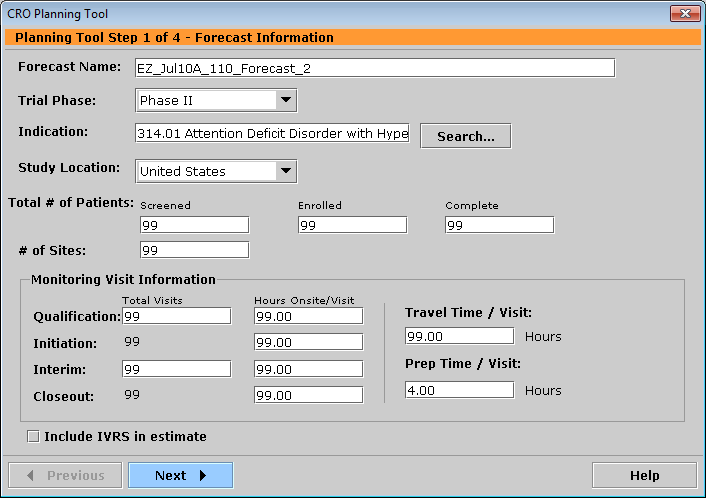 CRO Planning Tool
Planning Tool Step 1 of 4 - Forecast Information
Forecast Name: EZ_Jul10A_110_Forecast_2
Trial Phase: Phase II
Indication: 314.01 Attention Deficit Disorder with Hype Search...
Study Location: United States
Total # of Patients: Screened Enrolled Complete
99 99 99
# of Sites: 99
Monitoring Visit Information
Total Visits Hours Onsite/Visit
Qualification: 99 99.00
Initiation: 99 99.00
Interim: 99 99.00
Closeout: 99 99.00
Travel Time / Visit:
99.00 Hours
Prep Time / Visit:
4.00 Hours
Include IVRS in estimate
Previous Next Help